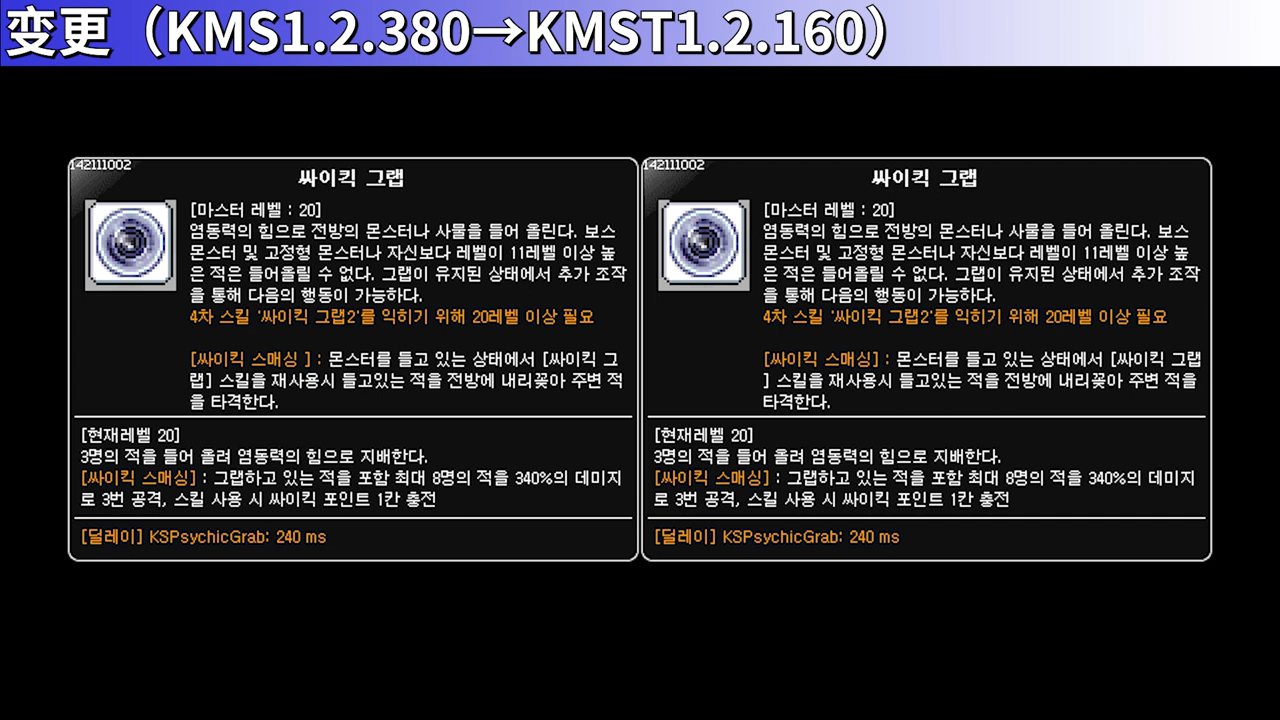 变更（KMS1.2.380→KMST1.2.160）
142111002
싸이킥 그랩
[마스터 레벨 : 20]
염동력의 힘으로 전방의 몬스터나 사물을 들어 올린다. 보스
몬스터 및 고정형 몬스터나 자신보다 레벨이 11레벨 이상 높
은 적은 들어올릴 수 없다. 그랩이 유지된 상태에서 추가 조작
을 통해 다음의 행동이 가능하다.
4차 스킬 '싸이킥 그랩2'를 익히기 위해 20레벨 이상 필요
[싸이킥 스매싱 ] : 몬스터를 들고 있는 상태에서 [싸이킥 그
랩] 스킬을 재사용시 들고있는 적을 전방에 내리꽂아 주변 적
을 타격한다.
[현재레벨 20]
3명의 적을 들어 올려 염동력의 힘으로 지배한다.
[싸이킥 스매싱] : 그랩하고 있는 적을 포함 최대 8명의 적을 340%의 데미지
로 3번 공격, 스킬 사용 시 싸이킥 포인트 1칸 충전
[딜레이] KSPsychicGrab: 240 ms
142111002
싸이킥 그랩
[마스터 레벨 : 20]
염동력의 힘으로 전방의 몬스터나 사물을 들어 올린다. 보스
몬스터 및 고정형 몬스터나 자신보다 레벨이 11레벨 이상 높
은 적은 들어올릴 수 없다. 그랩이 유지된 상태에서 추가 조작
을 통해 다음의 행동이 가능하다.
4차 스킬 '싸이킥 그랩2'를 익히기 위해 20레벨 이상 필요
[싸이킥 스매싱] : 몬스터를 들고 있는 상태에서 [싸이킥 그랩
] 스킬을 재사용시 들고있는 적을 전방에 내리꽂아 주변 적을
타격한다.
[현재레벨 20]
3명의 적을 들어 올려 염동력의 힘으로 지배한다.
[싸이킥 스매싱] : 그랩하고 있는 적을 포함 최대 8명의 적을 340%의 데미지
로 3번 공격, 스킬 사용 시 싸이킥 포인트 1칸 충전
[딜레이] KSPsychicGrab: 240 ms